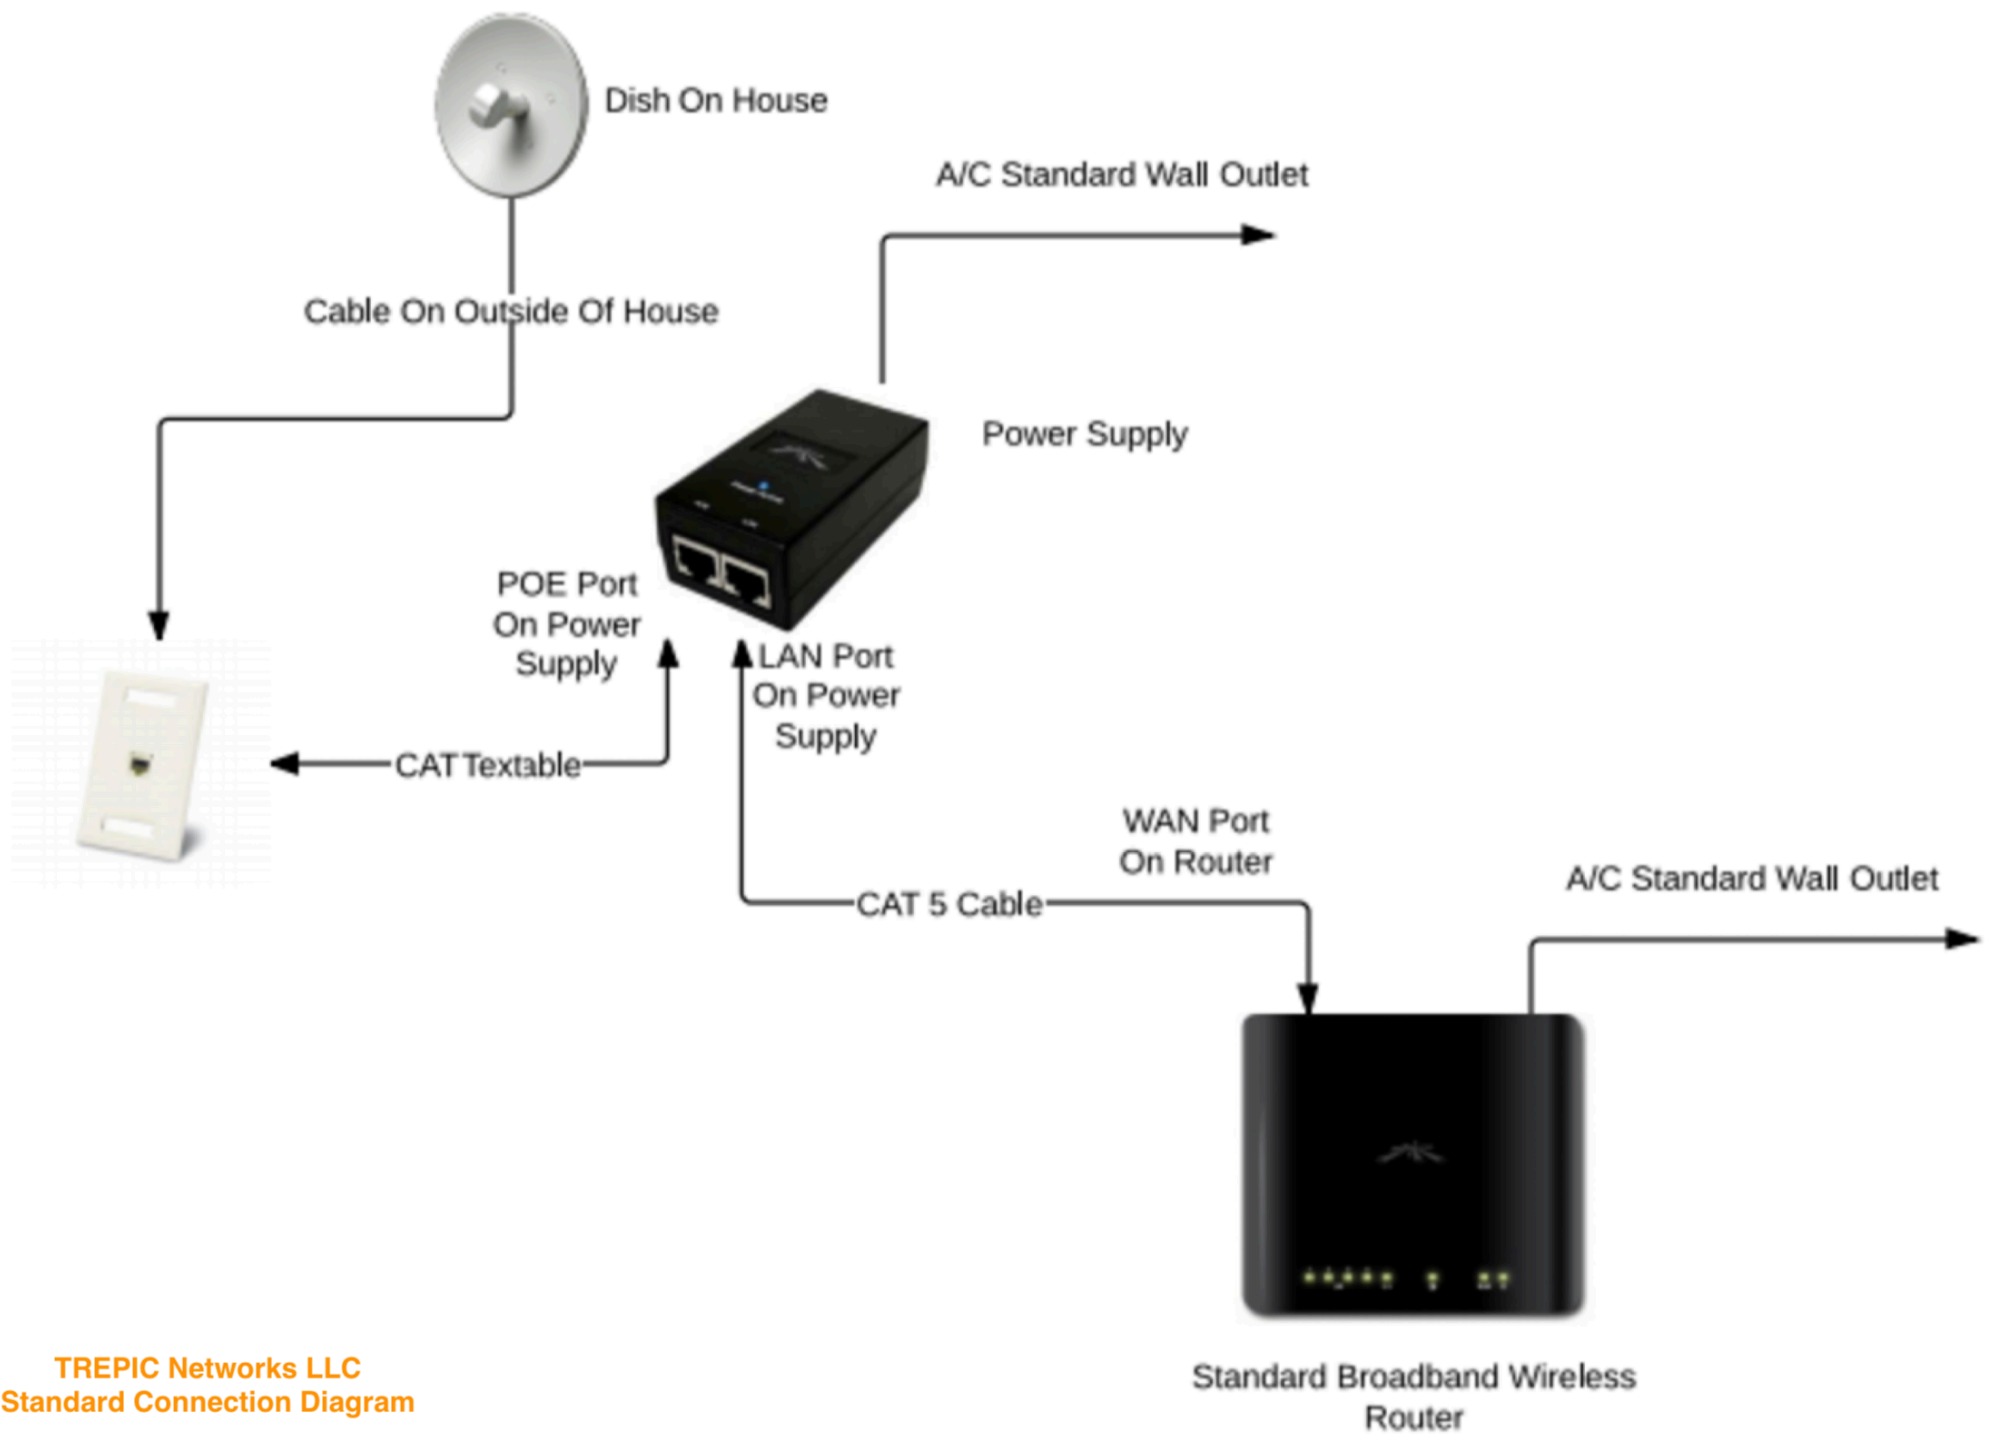 Dish On House
A/C Standard Wall Outlet
Cable On Outside Of House
Power Supply
POE Port
On Power
Supply
LAN Port
On Power
Supply
CAT Textable
WAN Port
On Router
CAT 5 Cable
A/C Standard Wall Outlet
Standard Broadband Wireless
Router
TREPIC Networks LLC
Standard Connection Diagram